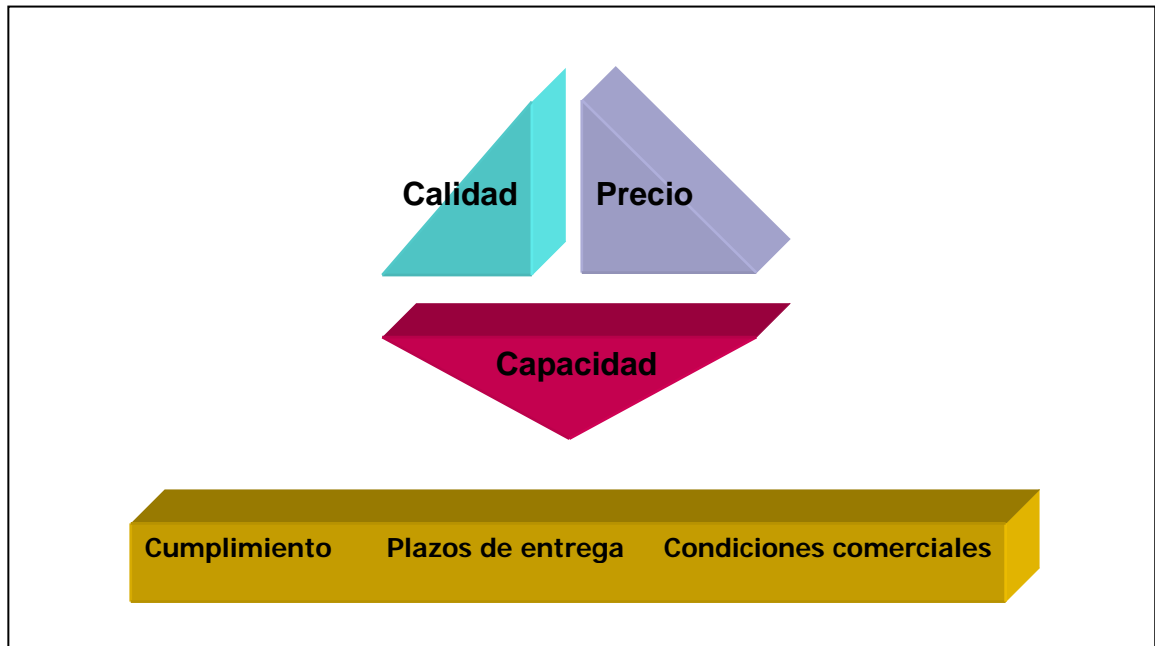 Calidad Precio
Capacidad
Cumplimiento Plazos de entrega Condiciones comerciales